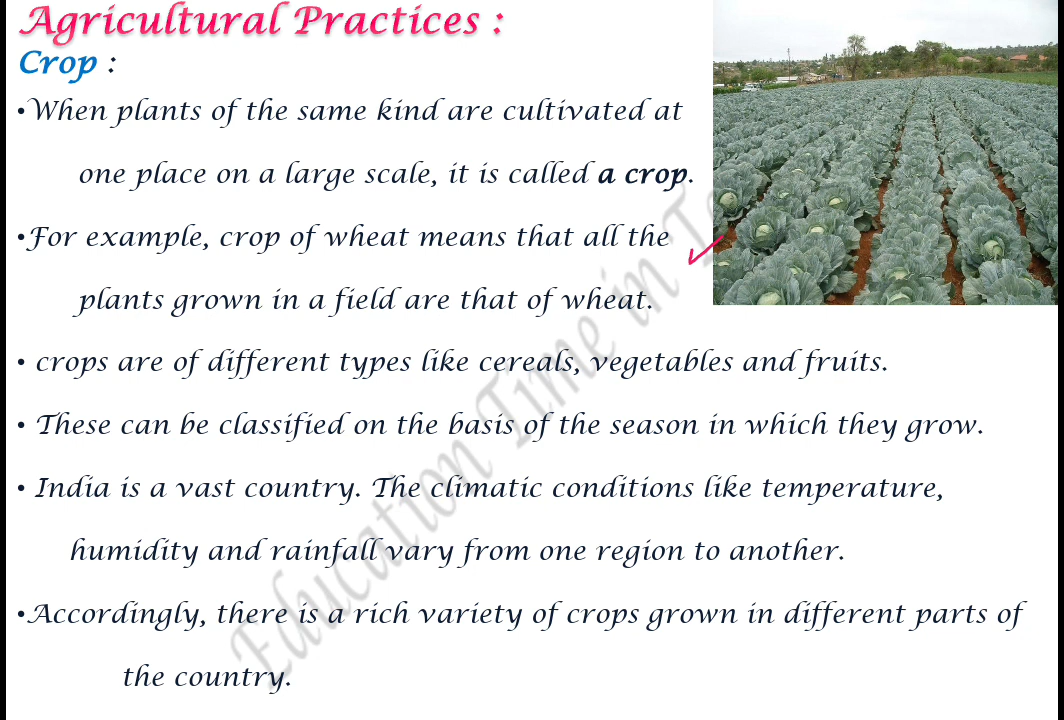 Agricultural Practices :
Crop :
•When plants of the same kind are cultivated at
one place on a large scale, it is called a crop.
•For example, crop of wheat means that all the
plants grown in a field are that of wheat.
• crops are of different types like cereals, vegetables and fruits.
• These can be classified on the basis of the season in which they grow.
• India is a vast country. The climatic conditions like temperature,
humidity and rainfall vary from one region to another.
•Accordingly, there is a rich variety of crops grown in different parts of
the country.
Education Time in